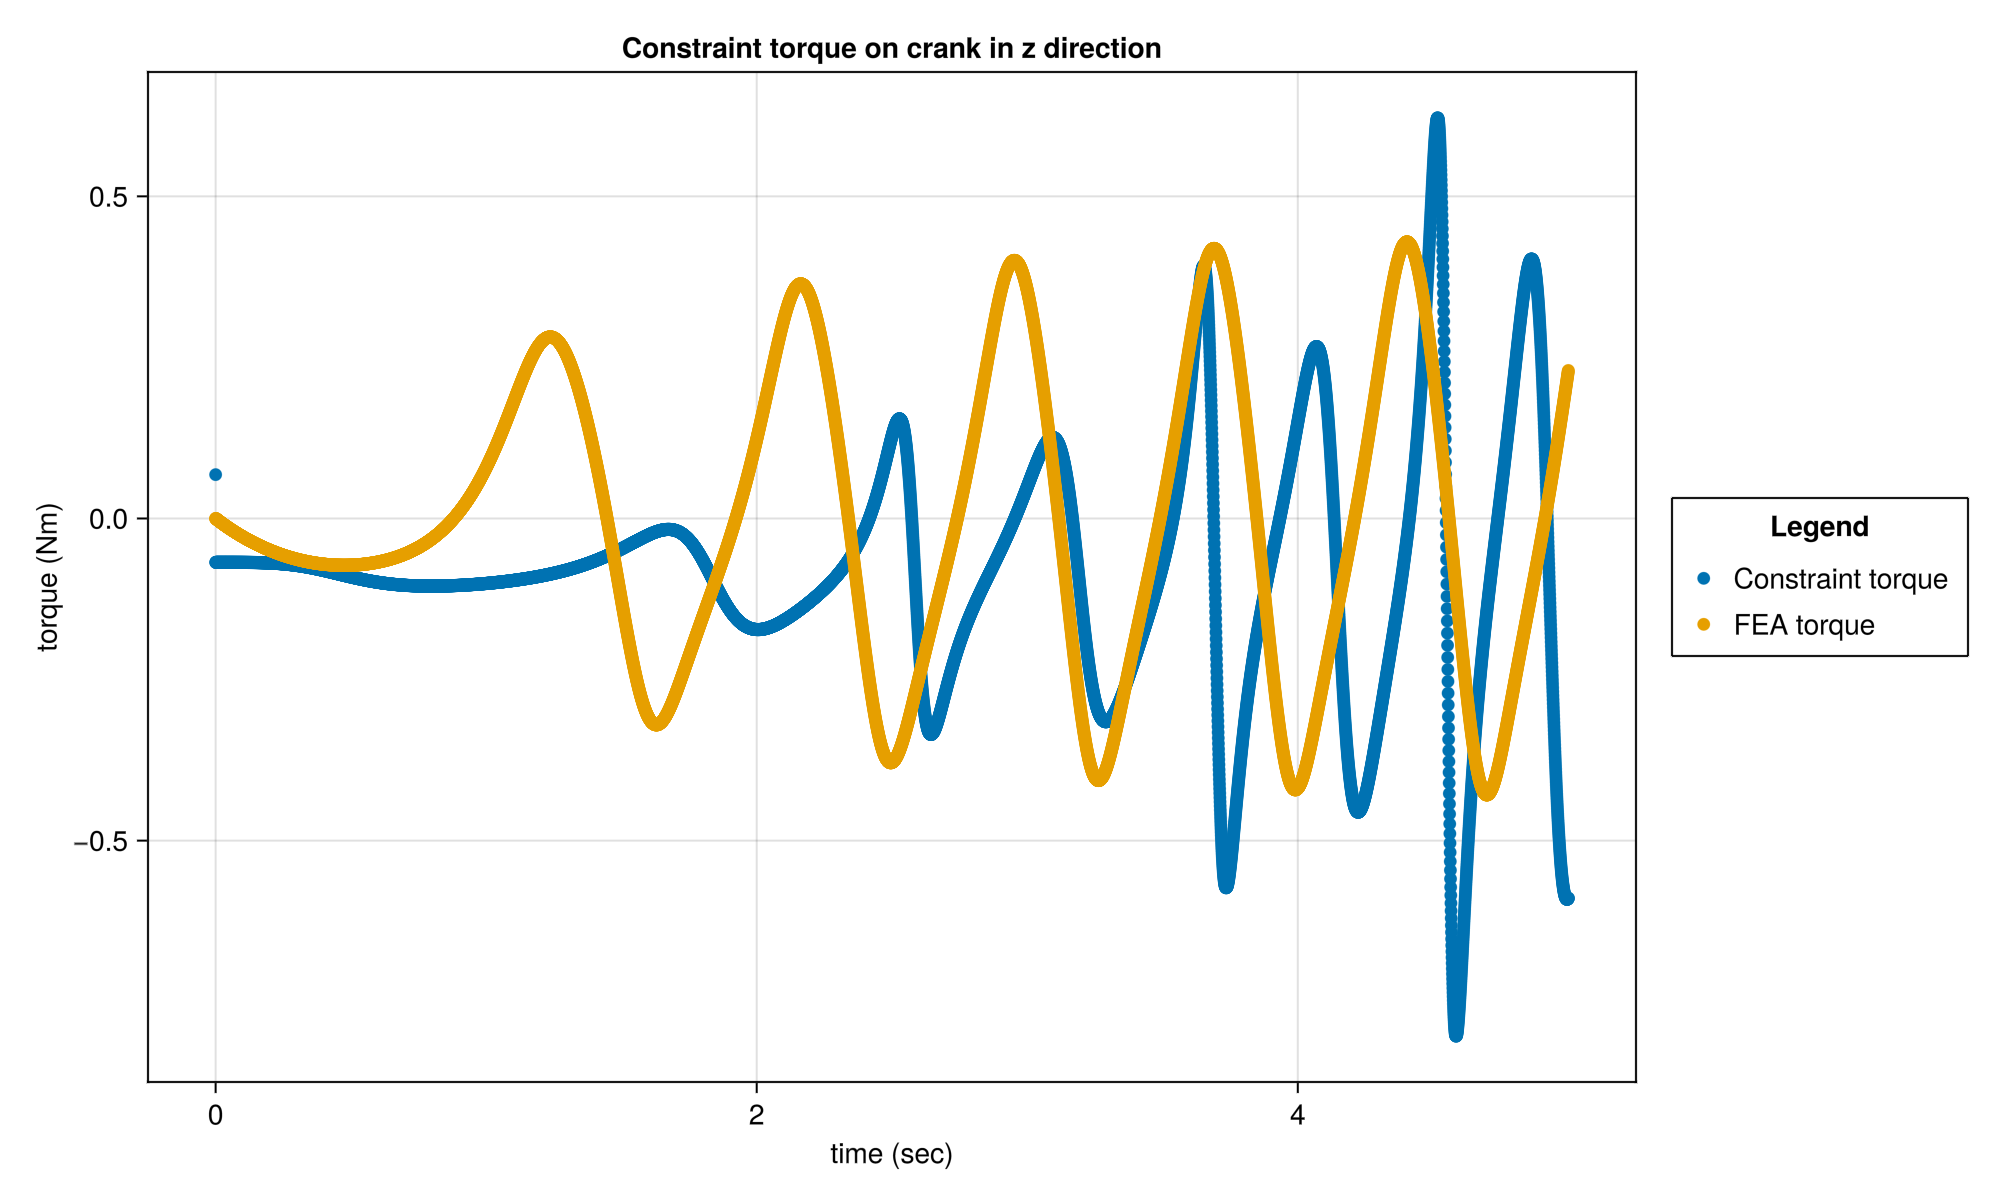 Constraint torque on crank in z direction
0.5
0.0
−0.5
torque (Nm)
0
2
4
time (sec)
Legend
Constraint torque
FEA torque